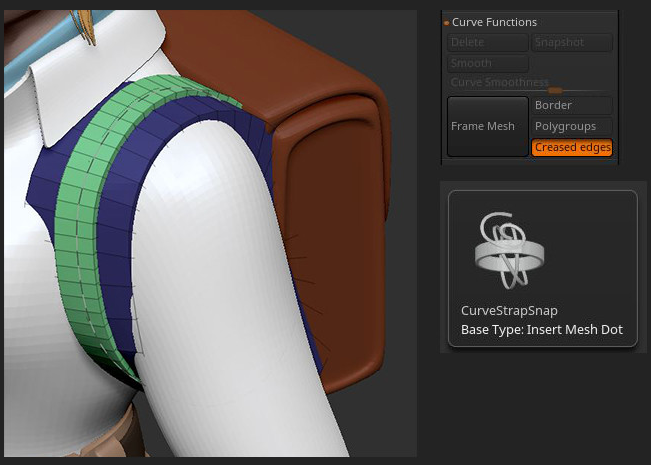 Curve Functions
Delete Snapshot
Smooth
Curve Smoothness
Frame Mesh
Border
Polygroups
Creased edges
CurveStrapSnap
Base Type: Insert Mesh Dot